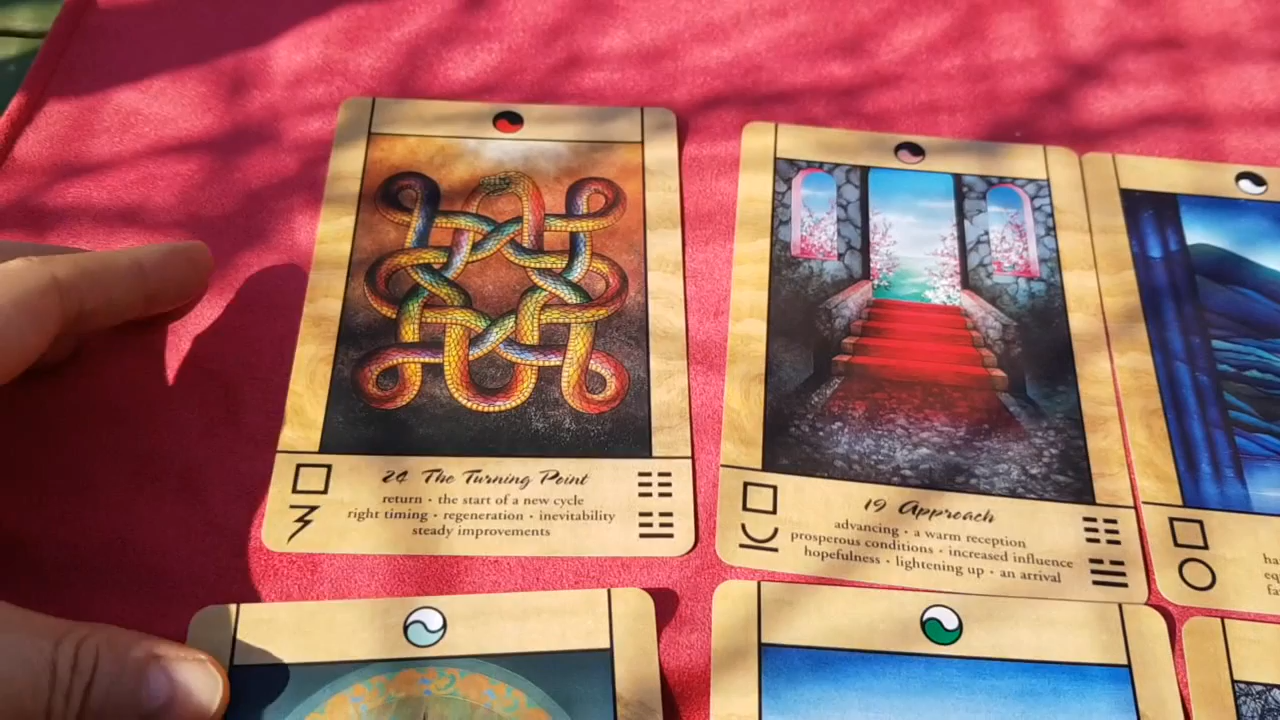 24 The Turning Point
return • the start of a new cycle
right timing • regeneration • inevitability
steady improvements
19 Approach
advancing • a warm reception
prosperous conditions • increased influence
hopefulness • lightening up • an arrival